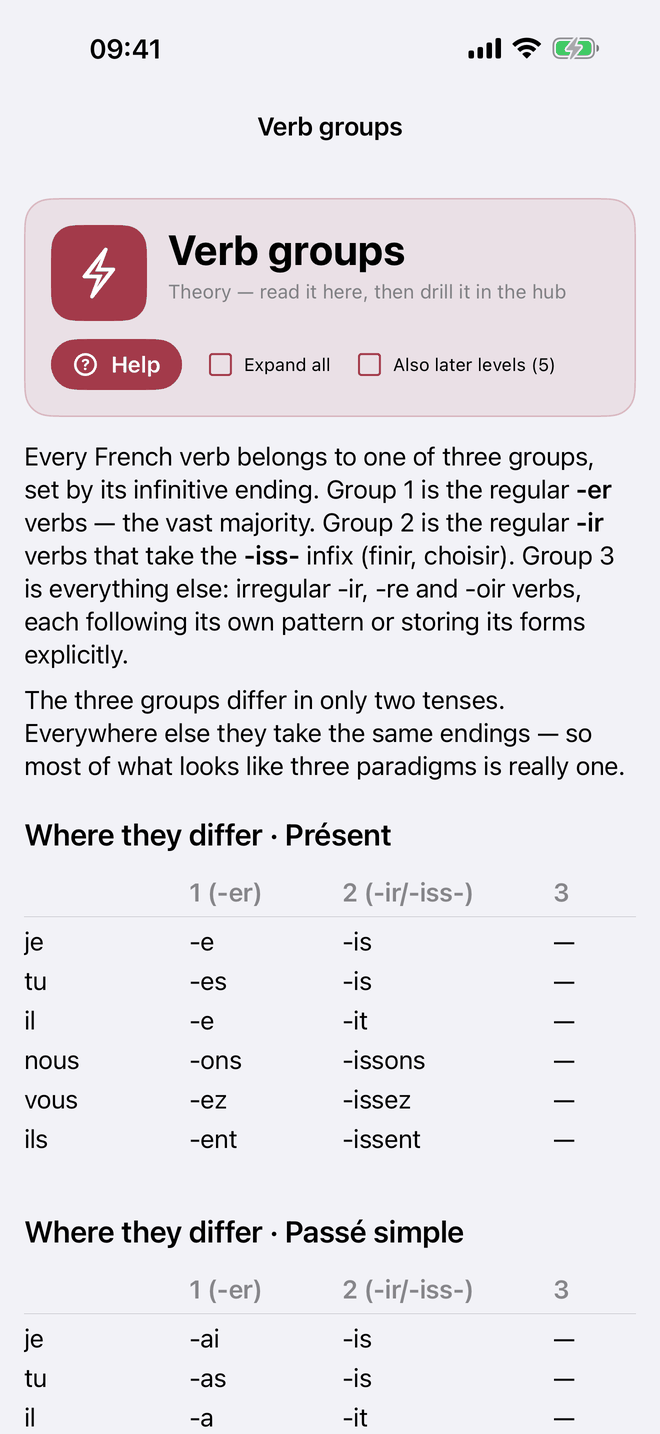 09:41
Verb groups
Verb groups
Theory — read it here, then drill it in the hub
Help
Expand all
Also later levels (5)
Every French verb belongs to one of three groups,
set by its infinitive ending. Group 1 is the regular -er
verbs — the vast majority. Group 2 is the regular -ir
verbs that take the -iss- infix (finir, choisir). Group 3
is everything else: irregular -ir, -re and -oir verbs,
each following its own pattern or storing its forms
explicitly.
The three groups differ in only two tenses.
Everywhere else they take the same endings — so
most of what looks like three paradigms is really one.
Where they differ · Présent
1 (-er) 2 (-ir/-iss-) 3
je -e -is —
tu -es -is —
il -e -it —
nous -ons -issons —
vous -ez -issez —
ils -ent -issent —
Where they differ · Passé simple
1 (-er) 2 (-ir/-iss-) 3
je -ai -is —
tu -as -is —
il -a -it —